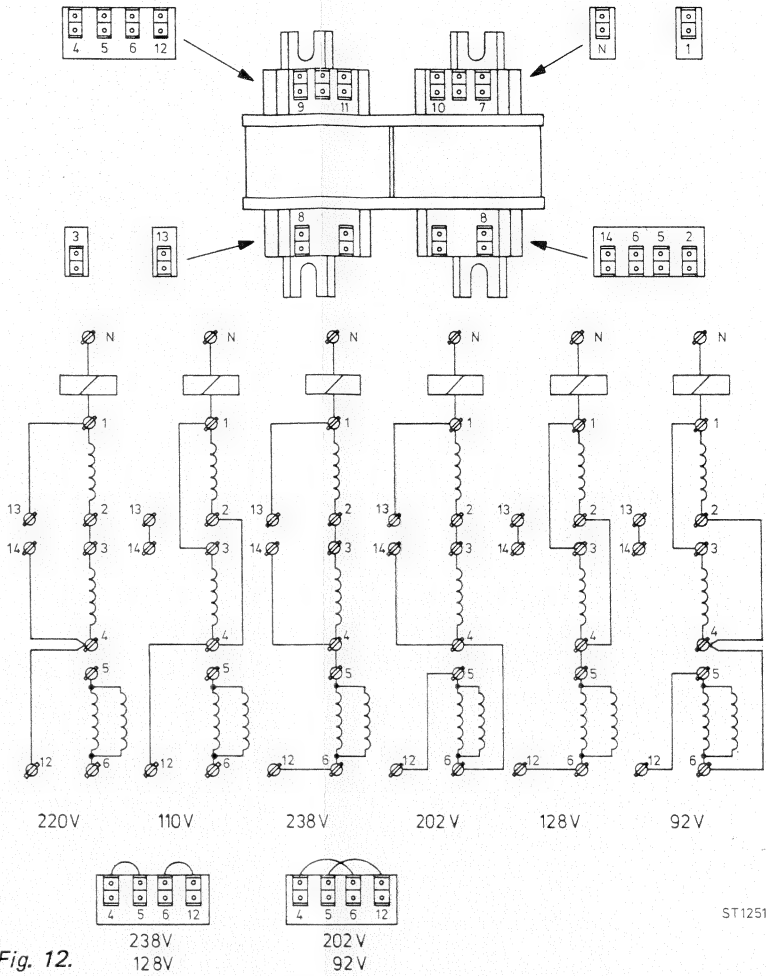 4 5 6 12
N 1
9 11 10 7
3 13
8 8
14 6 5 2
N N N N N N
1 1 1 1 1 1
13 2 13 2 13 2 13 2 13 2 13 2
14 3 14 3 14 3 14 3 14 3 14 3
4 4 4 4 4 4
5 5 5 5 5 5
12 6 12 6 12 6 12 6 12 6 12 6
220V 110V 238V 202V 128V 92V
4 5 6 12 4 5 6 12
ST1251
238V 202V
Fig. 12. 128V 92V